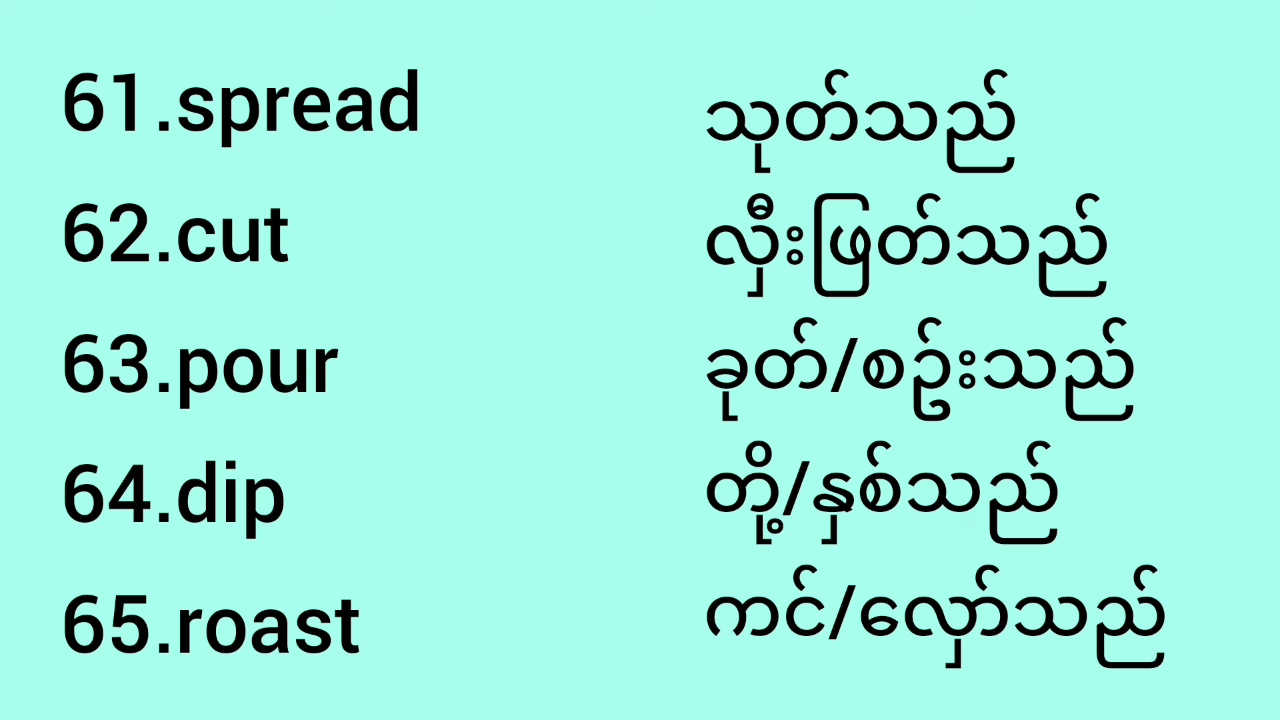 61.spread သုတ်သည်
62.cut လှီးဖြတ်သည်
63.pour ခုတ်/စဥ်းသည်
64.dip တို့/နှစ်သည်
65.roast ကင်/လှော်သည်